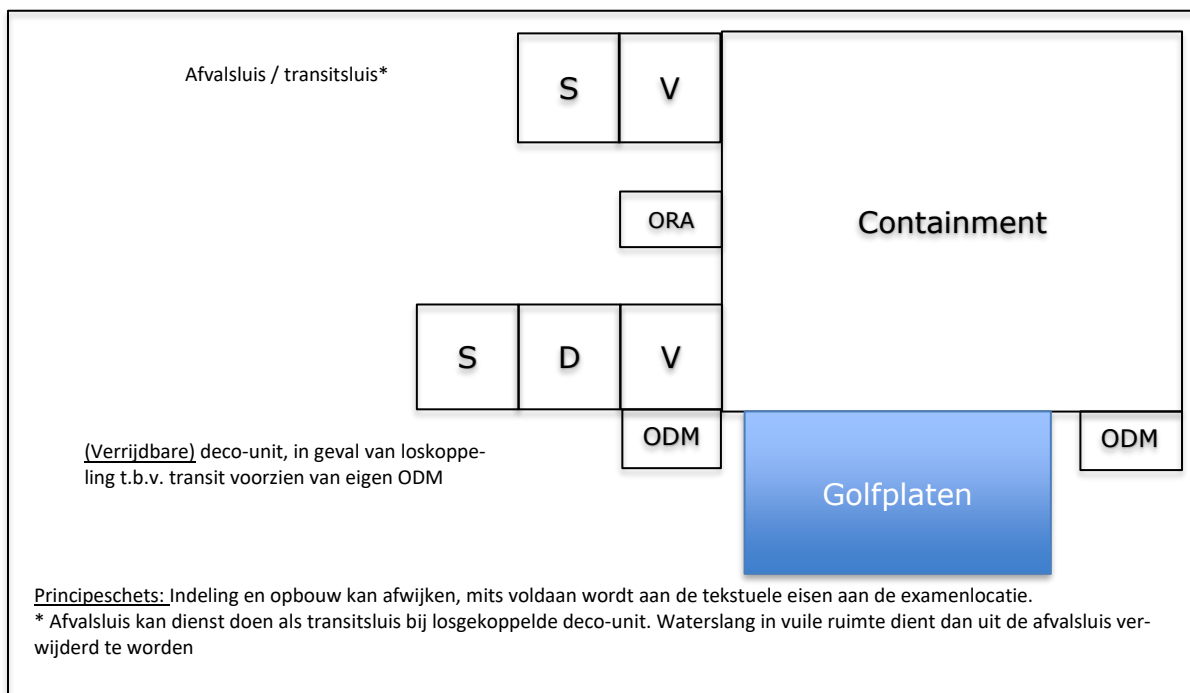 Afvalsluis / transitsluis*
S
V
ORA
Containment
S
D
V
ODM
ODM
(Verrijdbare) deco-unit, in geval van loskoppe-
ling t.b.v. transit voorzien van eigen ODM
Golfplaten
Principeschets: Indeling en opbouw kan afwijken, mits voldaan wordt aan de tekstuele eisen aan de examenlocatie.
* Afvalsluis kan dienst doen als transitsluis bij losgekoppelde deco-unit. Waterslang in vuile ruimte dient dan uit de afvalsluis ver-
wijderd te worden